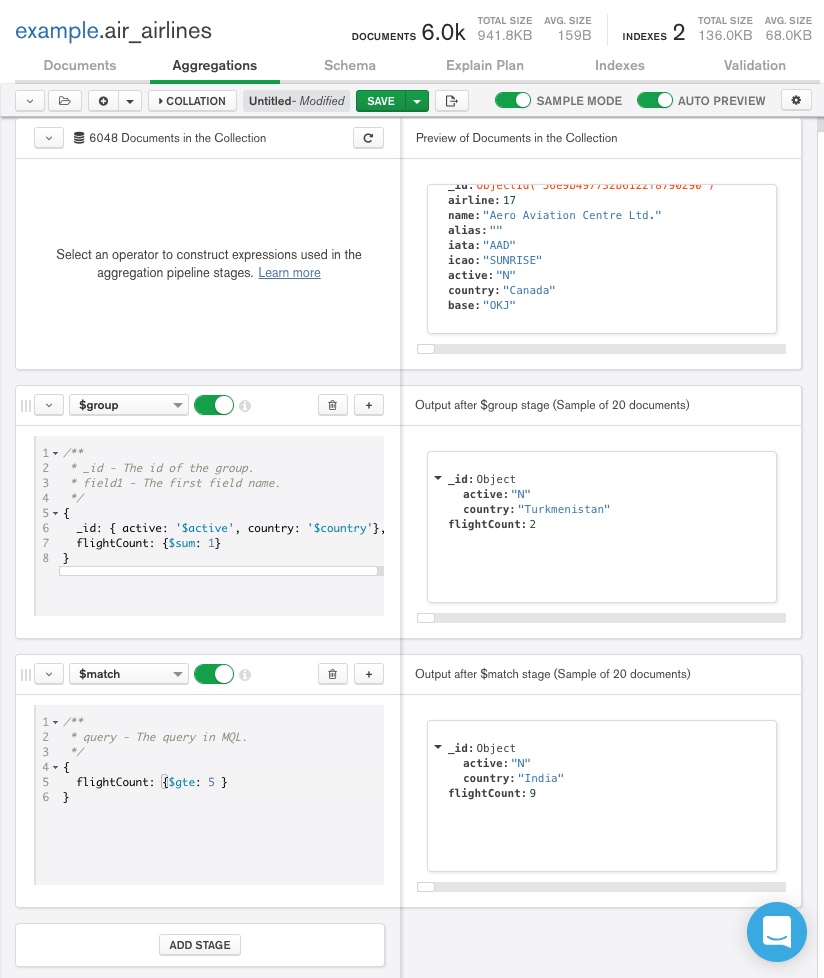 example.air_airlines
DOCUMENTS 6.0k TOTAL SIZE 941.8KB AVG. SIZE 159B INDEXES 2 TOTAL SIZE 136.0KB AVG. SIZE 68.0KB
Documents Aggregations Schema Explain Plan Indexes Validation
COLLATION Untitled- Modified SAVE SAMPLE MODE AUTO PREVIEW
6048 Documents in the Collection
Preview of Documents in the Collection
Select an operator to construct expressions used in the
aggregation pipeline stages. Learn more
airline: 17
name: "Aero Aviation Centre Ltd."
alias: ""
iata: "AAD"
icao: "SUNRISE"
active: "N"
country: "Canada"
base: "OKJ"
$group
Output after $group stage (Sample of 20 documents)
1 /**
2 * _id - The id of the group.
3 * field1 - The first field name.
4 */
5 {
6 _id: { active: '$active', country: '$country'},
7 flightCount: {$sum: 1}
8 }
_id: Object
active: "N"
country: "Turkmenistan"
flightCount: 2
$match
Output after $match stage (Sample of 20 documents)
1 /**
2 * query - The query in MQL.
3 */
4 {
5 flightCount: {$gte: 5 }
6 }
_id: Object
active: "N"
country: "India"
flightCount: 9
ADD STAGE